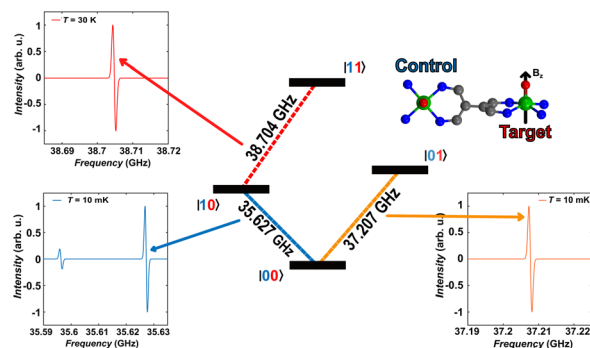 T = 30 K
1
0.5
0
-0.5
-1
Intensity (arb. u.)
38.69 38.7 38.71 38.72
Frequency (GHz)
|11⟩
38.704 GHz
Control
B_z
Target
|01⟩
|10⟩
35.627 GHz
37.207 GHz
|00⟩
T = 10 mK
1
0.5
0
-0.5
-1
Intensity (arb. u.)
35.59 35.6 35.61 35.62 35.63
Frequency (GHz)
T = 10 mK
1
0.5
0
-0.5
-1
Intensity (arb. u.)
37.19 37.2 37.21 37.22
Frequency (GHz)